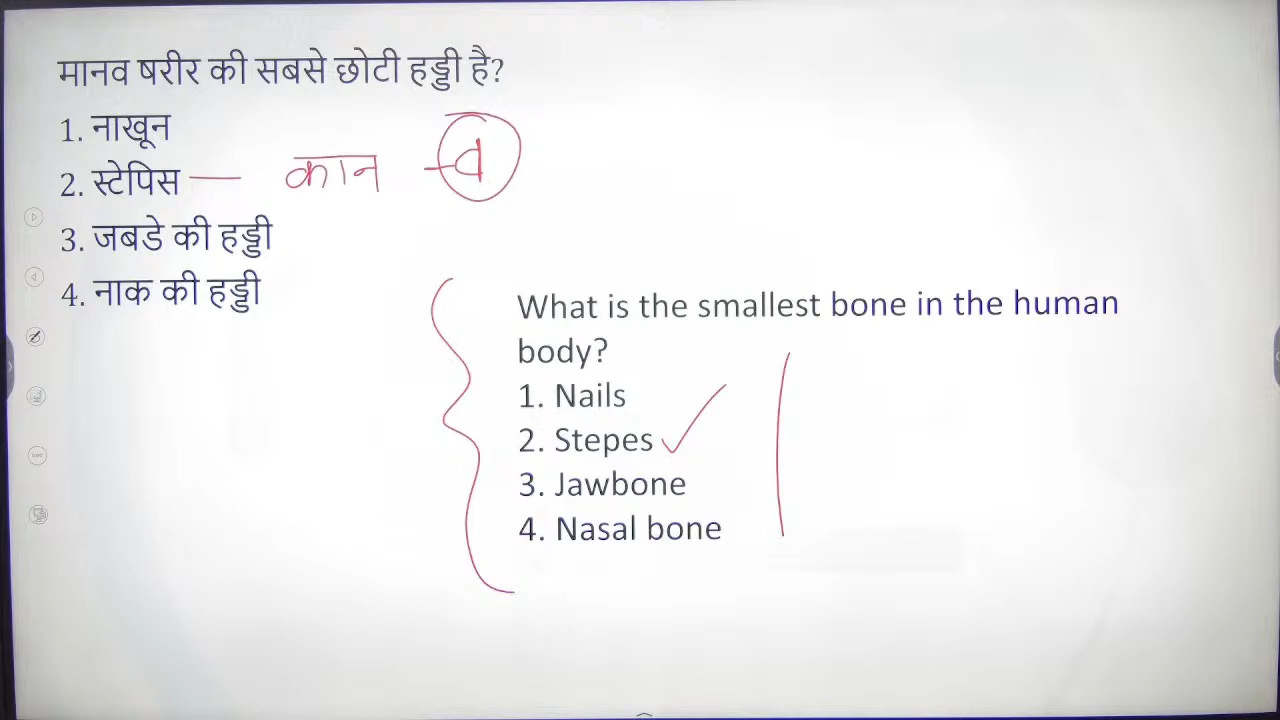 मानव षरीर की सबसे छोटी हड्डी है?
1. नाखून
2. स्टेपिस — कान
3. जबडे की हड्डी
4. नाक की हड्डी
What is the smallest bone in the human
body?
1. Nails
2. Stepes
3. Jawbone
4. Nasal bone